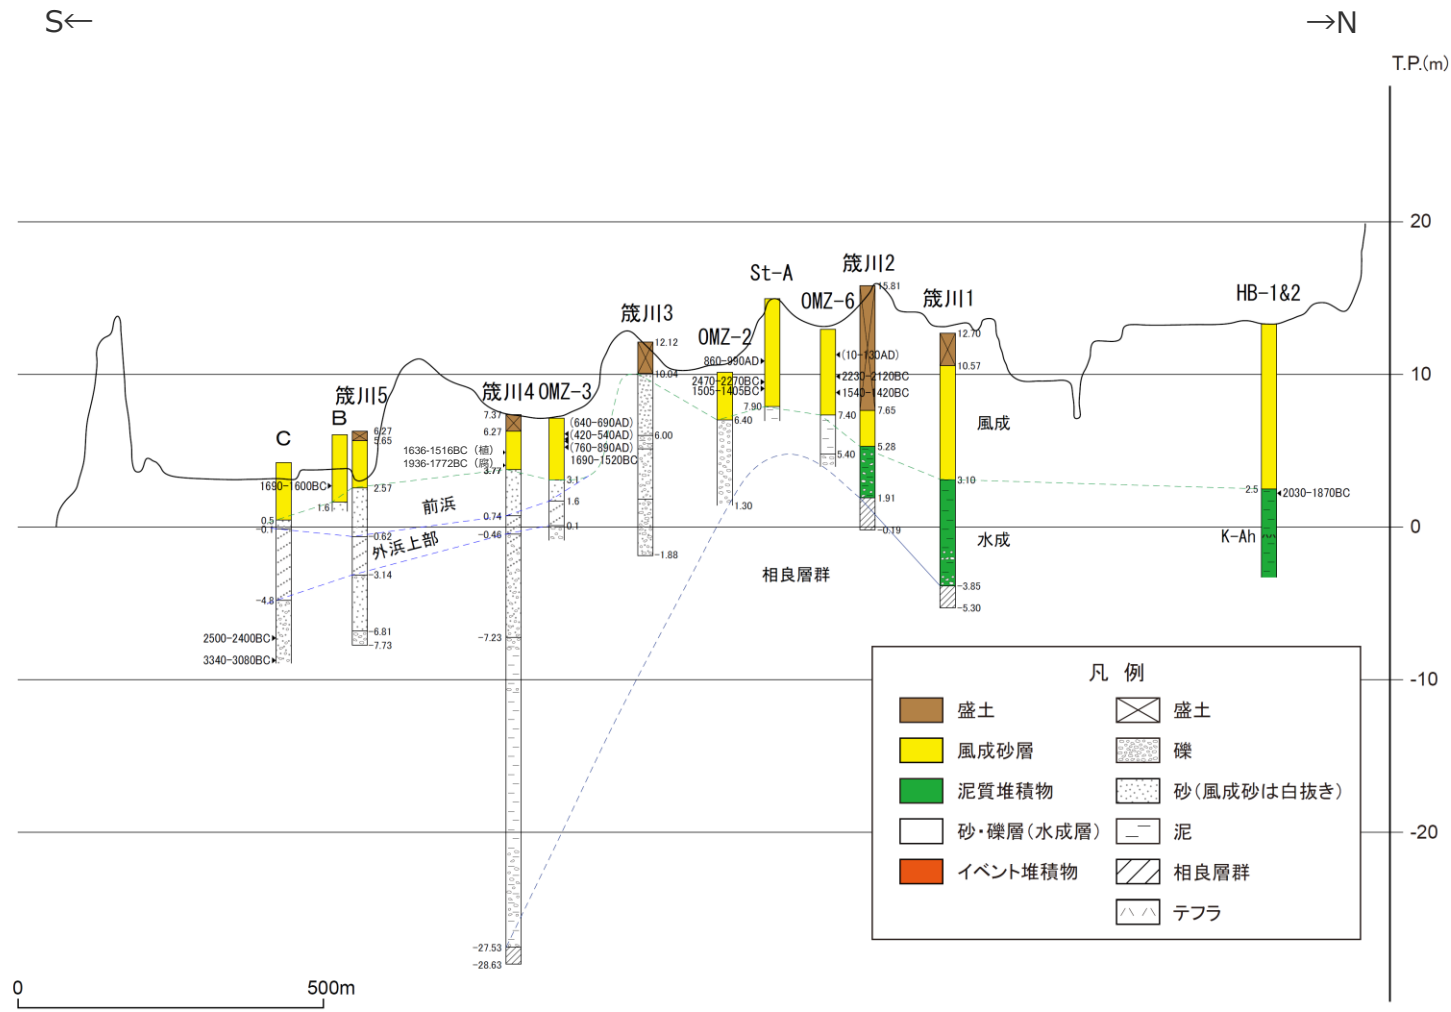 S←
→N
T.P.(m)
20
10
0
-10
-20
C
0.5
-0.1
-4.8
2500-2400BC
3340-3080BC
B
1690-1600BC
1.6
筬川5
6.27
5.65
2.57
-0.62
-3.14
-6.81
-7.73
前浜
外浜上部
筬川4
7.37
6.27
1636-1516BC (植)
1936-1772BC (腐)
3.77
0.74
-0.46
-7.23
-27.53
-28.63
OMZ-3
(640-690AD)
(420-540AD)
(760-890AD)
1690-1520BC
3.1
1.6
0.1
筬川3
12.12
10.04
6.00
-1.88
OMZ-2
6.40
1.30
St-A
860-990AD
2470-2270BC
1505-1405BC
7.90
OMZ-6
(10-130AD)
2230-2120BC
1540-1420BC
7.40
5.40
筬川2
15.81
7.65
5.28
1.91
-0.19
筬川1
12.70
10.57
3.10
-3.85
-5.30
風成
水成
相良層群
HB-1&2
2.5
2030-1870BC
K-Ah
凡 例
盛土
盛土
風成砂層
礫
泥質堆積物
砂(風成砂は白抜き)
砂・礫層(水成層)
泥
イベント堆積物
相良層群
テフラ
0
500m